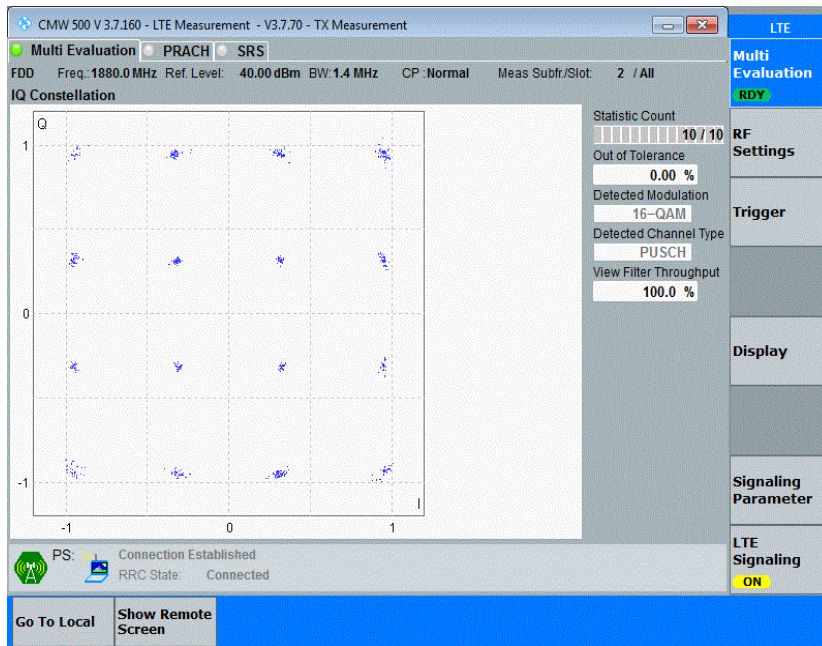 CMW 500 V 3.7.160 - LTE Measurement - V3.7.70 - TX Measurement
LTE
Multi Evaluation PRACH SRS
FDD Freq.: 1880.0 MHz Ref. Level: 40.00 dBm BW: 1.4 MHz CP : Normal Meas Subfr./Slot: 2 / All
IQ Constellation
Q
1
0
-1
-1 0 1
I
Statistic Count
10 / 10
Out of Tolerance
0.00 %
Detected Modulation
16-QAM
Detected Channel Type
PUSCH
View Filter Throughput
100.0 %
PS: Connection Established
RRC State: Connected
Multi
Evaluation
RDY
RF
Settings
Trigger
Display
Signaling
Parameter
LTE
Signaling
ON
Go To Local
Show Remote
Screen